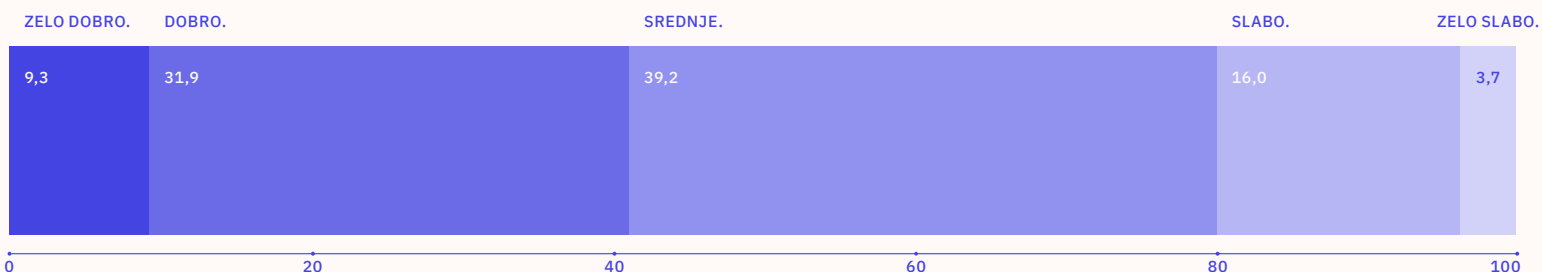 ZELO DOBRO. DOBRO. SREDNJE. SLABO. ZELO SLABO.
9,3 31,9 39,2 16,0 3,7
0 20 40 60 80 100